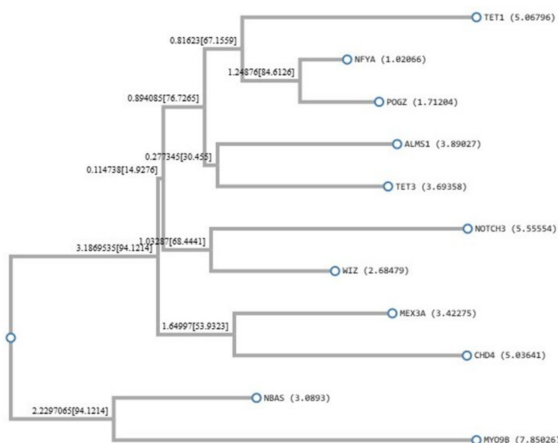 TET1 (5.06796)
0.81623[67.1559]
NFYA (1.02066)
1.24876[84.6126]
0.894085[76.7265]
POGZ (1.71204)
ALMS1 (3.89027)
0.277345[30.455]
0.114738[14.9276]
TET3 (3.69358)
NOTCH3 (5.55554)
1.03287[68.4441]
3.1869535[94.1214]
WIZ (2.68479)
MEX3A (3.42275)
1.64997[53.9323]
CHD4 (5.03641)
NBAS (3.0893)
2.2297065[94.1214]
MYO9B (7.85026)